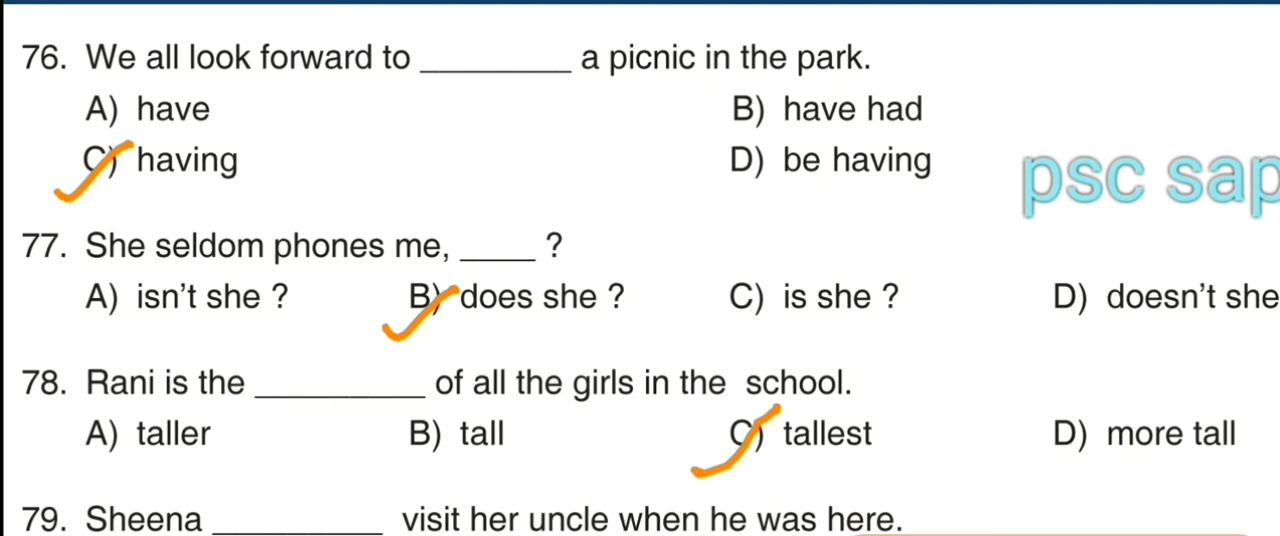 76. We all look forward to ________ a picnic in the park.
A) have B) have had
C) having D) be having
psc sap
77. She seldom phones me, ____ ?
A) isn't she ? B) does she ? C) is she ? D) doesn't she
78. Rani is the _________ of all the girls in the school.
A) taller B) tall C) tallest D) more tall
79. Sheena _________ visit her uncle when he was here.